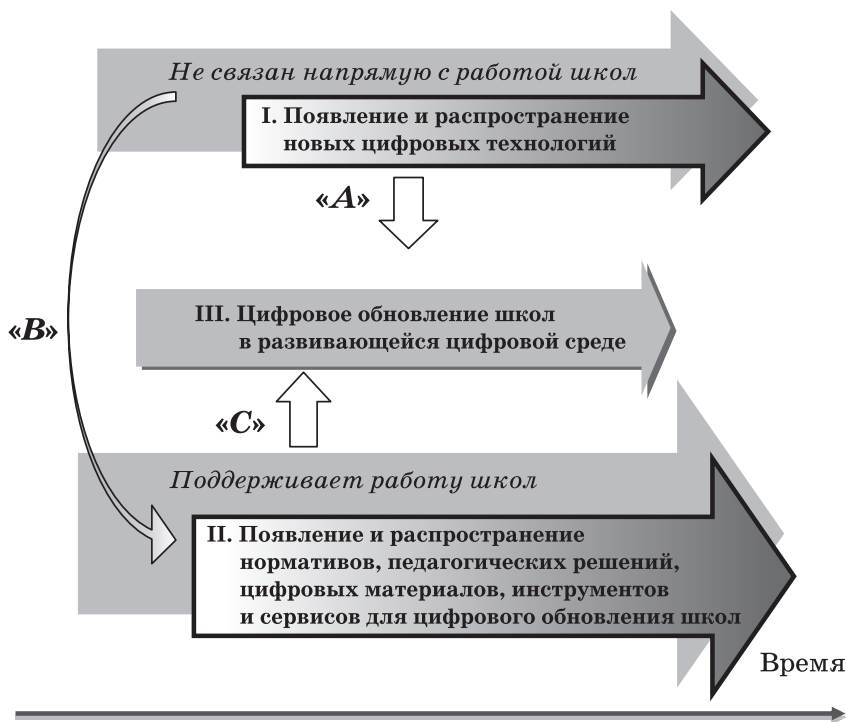 Не связан напрямую с работой школ
I. Появление и распространение
новых цифровых технологий
«A»
III. Цифровое обновление школ
в развивающейся цифровой среде
«B»
«C»
Поддерживает работу школ
II. Появление и распространение
нормативов, педагогических решений,
цифровых материалов, инструментов
и сервисов для цифрового обновления школ
Время